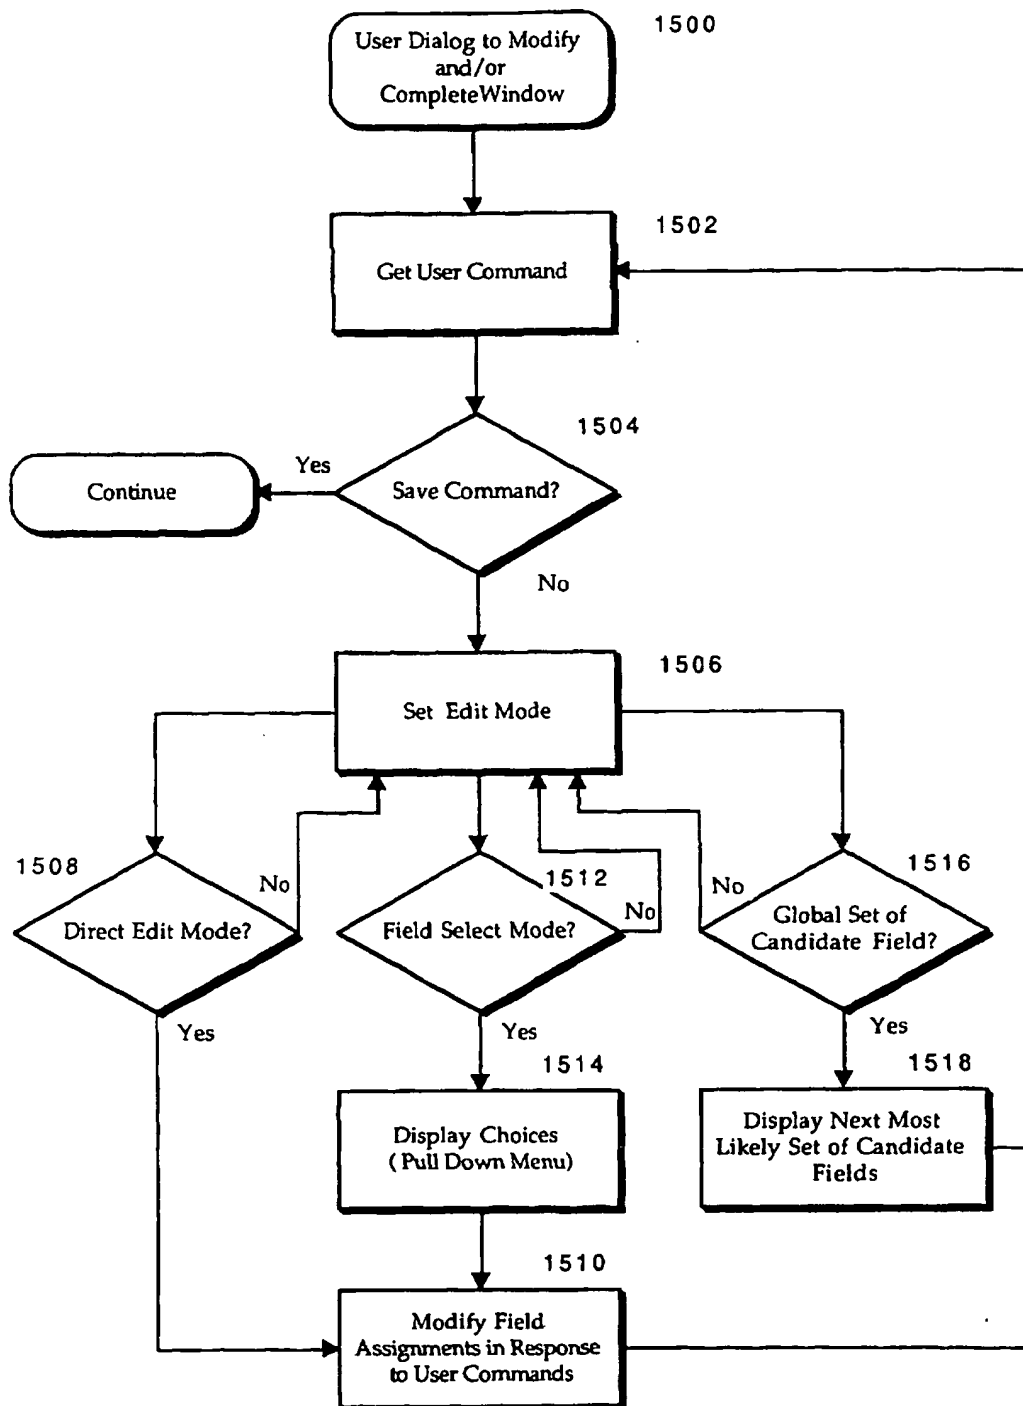 1500
User Dialog to Modify
and/or
CompleteWindow
1502
Get User Command
1504
Yes
Continue
Save Command?
No
1506
Set Edit Mode
1508
No
Direct Edit Mode?
Yes
1512
No
Field Select Mode?
Yes
1516
No
Global Set of
Candidate Field?
Yes
1514
Display Choices
( Pull Down Menu)
1518
Display Next Most
Likely Set of Candidate
Fields
1510
Modify Field
Assignments in Response
to User Commands